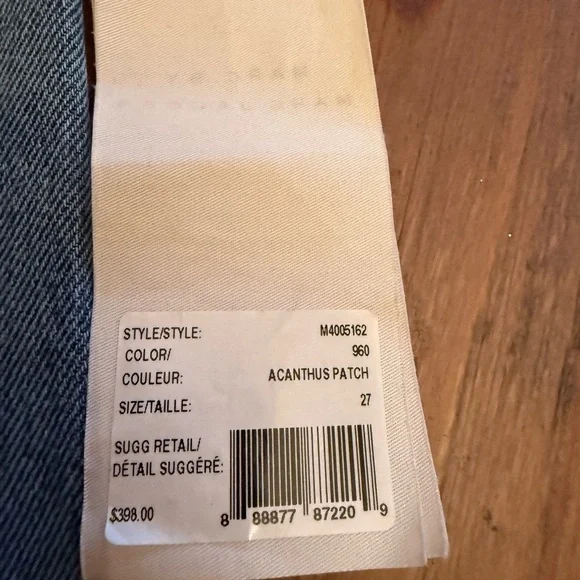 STYLE/STYLE: M4005162
COLOR/ 960
COULEUR: ACANTHUS PATCH
SIZE/TAILLE: 27
SUGG RETAIL/
DÉTAIL SUGGÉRÉ:
$398.00
8 88877 87220 9